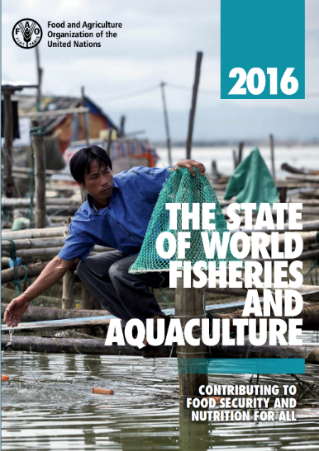 Food and Agriculture
Organization of the
United Nations
2016
THE STATE
OF WORLD
FISHERIES
AND
AQUACULTURE
CONTRIBUTING TO
FOOD SECURITY AND
NUTRITION FOR ALL